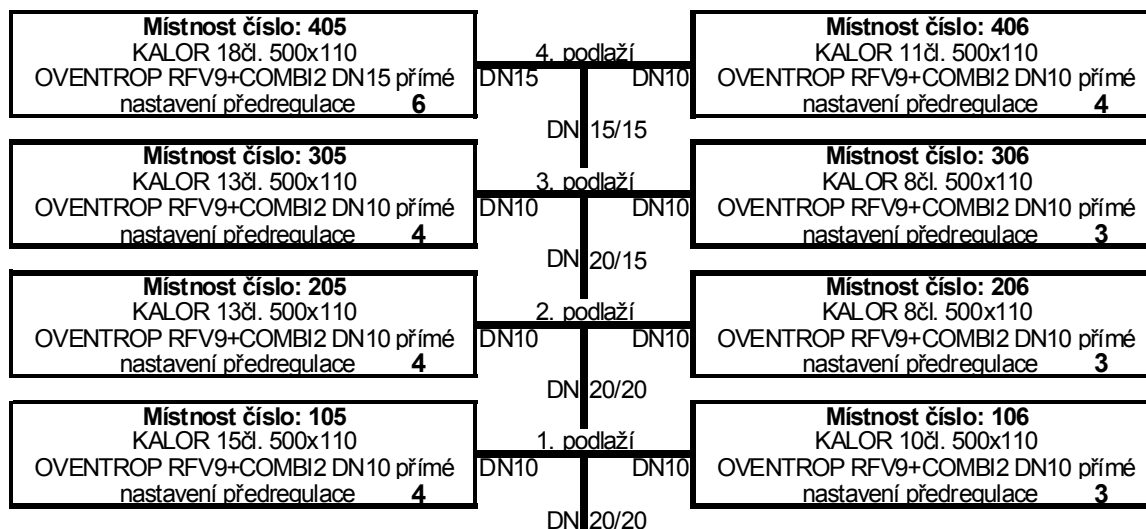 Místnost číslo: 405
KALOR 18čl. 500x110
OVENTROP RFV9+COMBI2 DN15 přímé
nastavení předregulace 6
4. podlaží
DN15 DN10
Místnost číslo: 406
KALOR 11čl. 500x110
OVENTROP RFV9+COMBI2 DN10 přímé
nastavení předregulace 4
DN 15/15
Místnost číslo: 305
KALOR 13čl. 500x110
OVENTROP RFV9+COMBI2 DN10 přímé
nastavení předregulace 4
3. podlaží
DN10 DN10
Místnost číslo: 306
KALOR 8čl. 500x110
OVENTROP RFV9+COMBI2 DN10 přímé
nastavení předregulace 3
DN 20/15
Místnost číslo: 205
KALOR 13čl. 500x110
OVENTROP RFV9+COMBI2 DN10 přímé
nastavení předregulace 4
2. podlaží
DN10 DN10
Místnost číslo: 206
KALOR 8čl. 500x110
OVENTROP RFV9+COMBI2 DN10 přímé
nastavení předregulace 3
DN 20/20
Místnost číslo: 105
KALOR 15čl. 500x110
OVENTROP RFV9+COMBI2 DN10 přímé
nastavení předregulace 4
1. podlaží
DN10 DN10
Místnost číslo: 106
KALOR 10čl. 500x110
OVENTROP RFV9+COMBI2 DN10 přímé
nastavení předregulace 3
DN 20/20